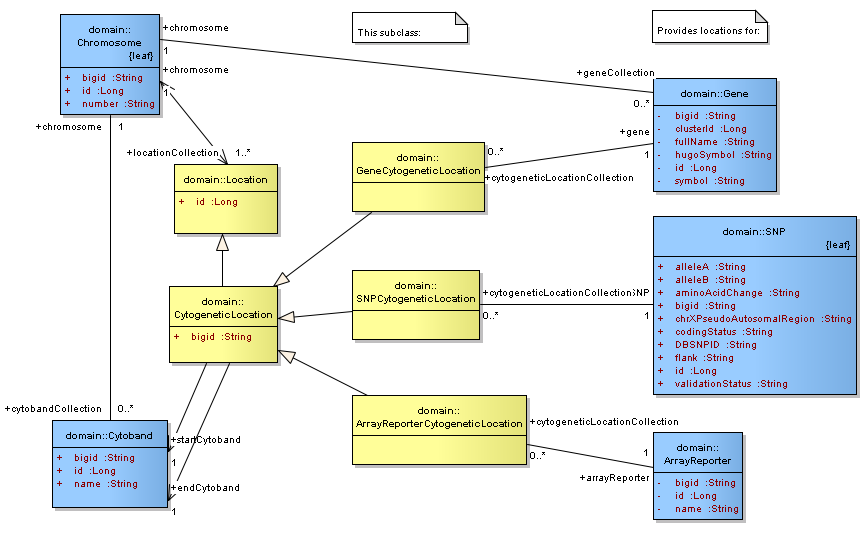 domain::
Chromosome
{leaf}
+ bigid :String
+ id :Long
+ number :String
+chromosome
1
+chromosome
1
+chromosome
1
This subclass:
Provides locations for:
+geneCollection
0..*
domain::Gene
- bigid :String
- clusterId :Long
- fullName :String
- hugoSymbol :String
- id :Long
- symbol :String
+gene
1
+locationCollection
1..*
domain::Location
+ id :Long
domain::
GeneCytogeneticLocation
0..*
+cytogeneticLocationCollection
domain::SNP
{leaf}
+ alleleA :String
+ alleleB :String
+ aminoAcidChange :String
+ bigid :String
+ chrXPseudoAutosomalRegion :String
+ codingStatus :String
+ DBSNPID :String
+ flank :String
+ id :Long
+ validationStatus :String
domain::
CytogeneticLocation
+ bigid :String
domain::
SNPCytogeneticLocation
+cytogeneticLocationCollection
SNP
0..*
1
domain::
ArrayReporterCytogeneticLocation
+cytogeneticLocationCollection
0..*
1
+arrayReporter
domain::
ArrayReporter
- bigid :String
- id :Long
- name :String
+cytobandCollection
0..*
domain::Cytoband
+ bigid :String
+ id :Long
+ name :String
+startCytoband
1
+endCytoband
1